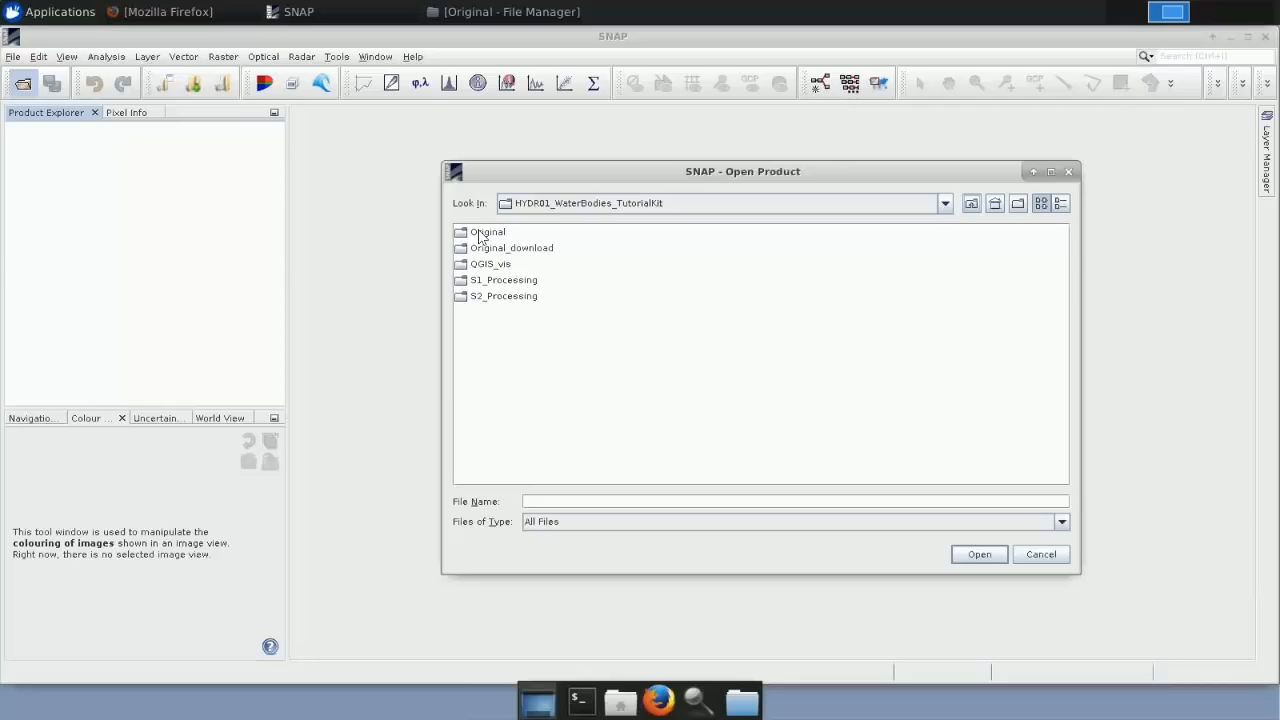 Applications [Mozilla Firefox] SNAP [Original - File Manager]
SNAP
File Edit View Analysis Layer Vector Raster Optical Radar Tools Window Help Search (Ctrl+I)
Product Explorer Pixel Info
Layer Manager
SNAP - Open Product
Look In: HYDR01_WaterBodies_TutorialKit
Original
Original_download
QGIS_vis
S1_Processing
S2_Processing
File Name:
Files of Type: All Files
Open Cancel
Navigatio... Colour ... Uncertain... World View
This tool window is used to manipulate the
colouring of images shown in an image view.
Right now, there is no selected image view.